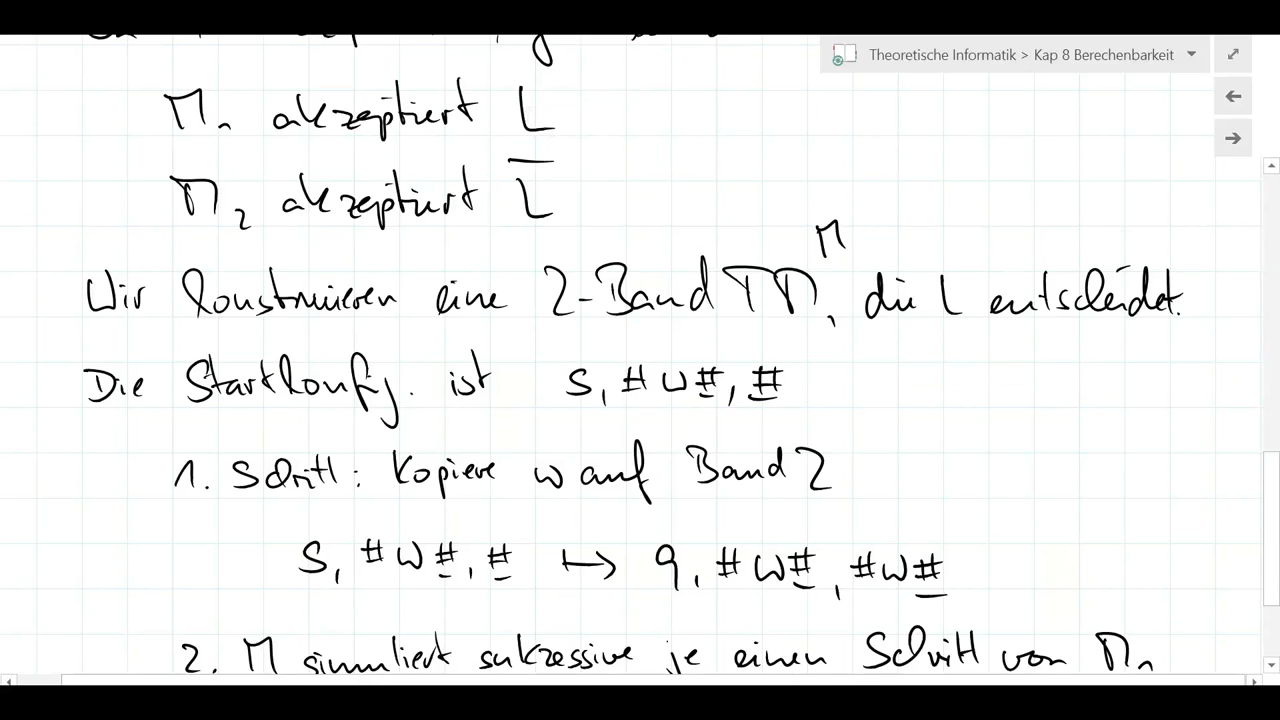 Theoretische Informatik > Kap 8 Berechenbarkeit
M₁ akzeptiert L
M₂ akzeptiert L̅
M
Wir konstruieren eine 2-Band TM, die L entscheidet.
Die Startkonfig. ist s, #w#, #
1. Schritt: Kopiere w auf Band 2
s, #w#, # ↦ q, #w#, #w#
2. M simuliert sukzessive je einen Schritt von M₁